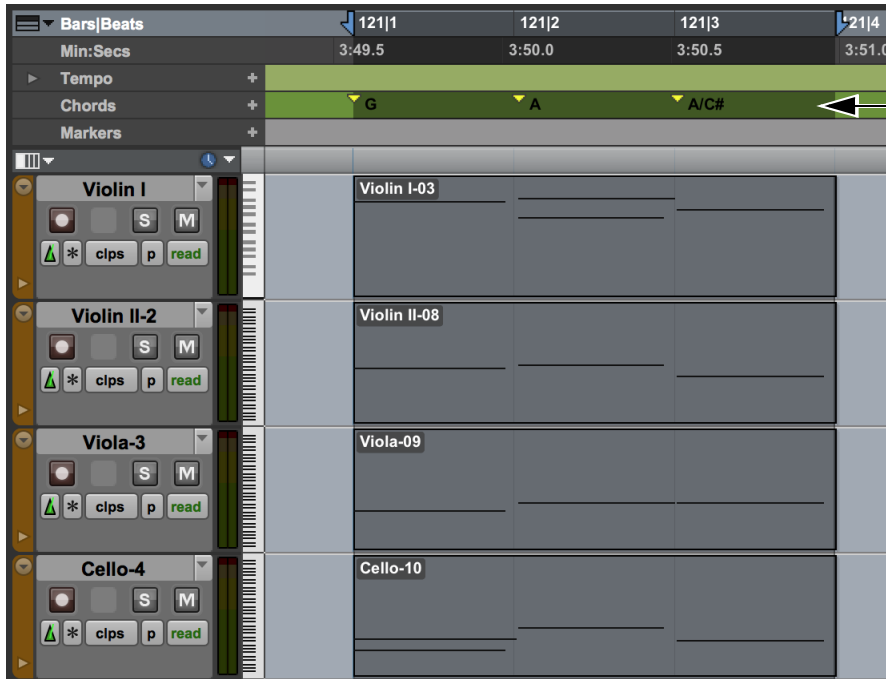 Bars|Beats 121|1 121|2 121|3 121|4
Min:Secs 3:49.5 3:50.0 3:50.5 3:51.0
Tempo +
Chords + G A A/C#
Markers +
Violin I Violin I-03
S M
* clps p read
Violin II-2 Violin II-08
S M
* clps p read
Viola-3 Viola-09
S M
* clps p read
Cello-4 Cello-10
S M
* clps p read